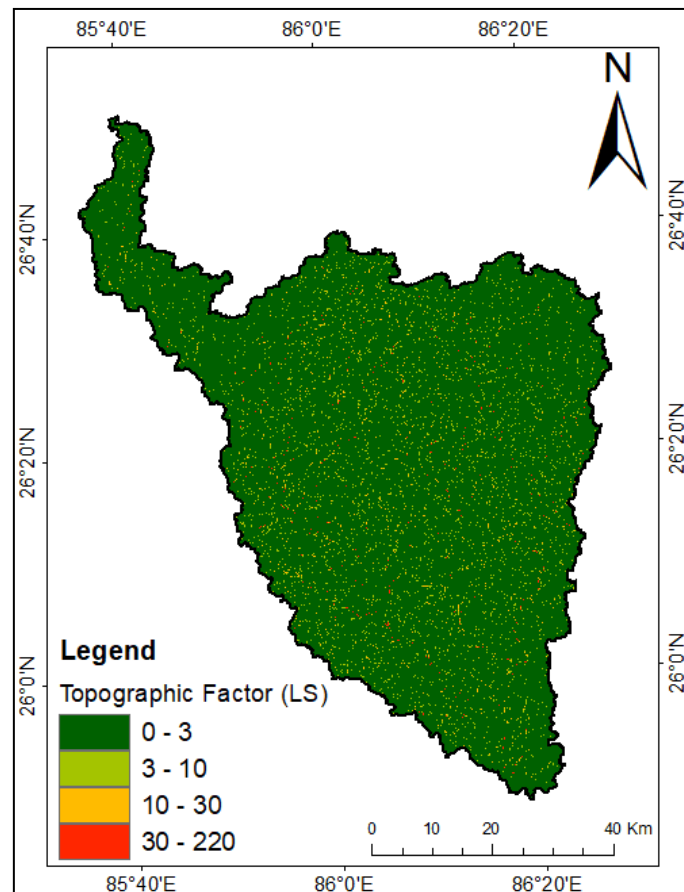 85°40'E 86°0'E 86°20'E
N
26°40'N 26°40'N
26°20'N 26°20'N
26°0'N 26°0'N
Legend
Topographic Factor (LS)
0 - 3
3 - 10
10 - 30
30 - 220
0 10 20 40 Km
85°40'E 86°0'E 86°20'E